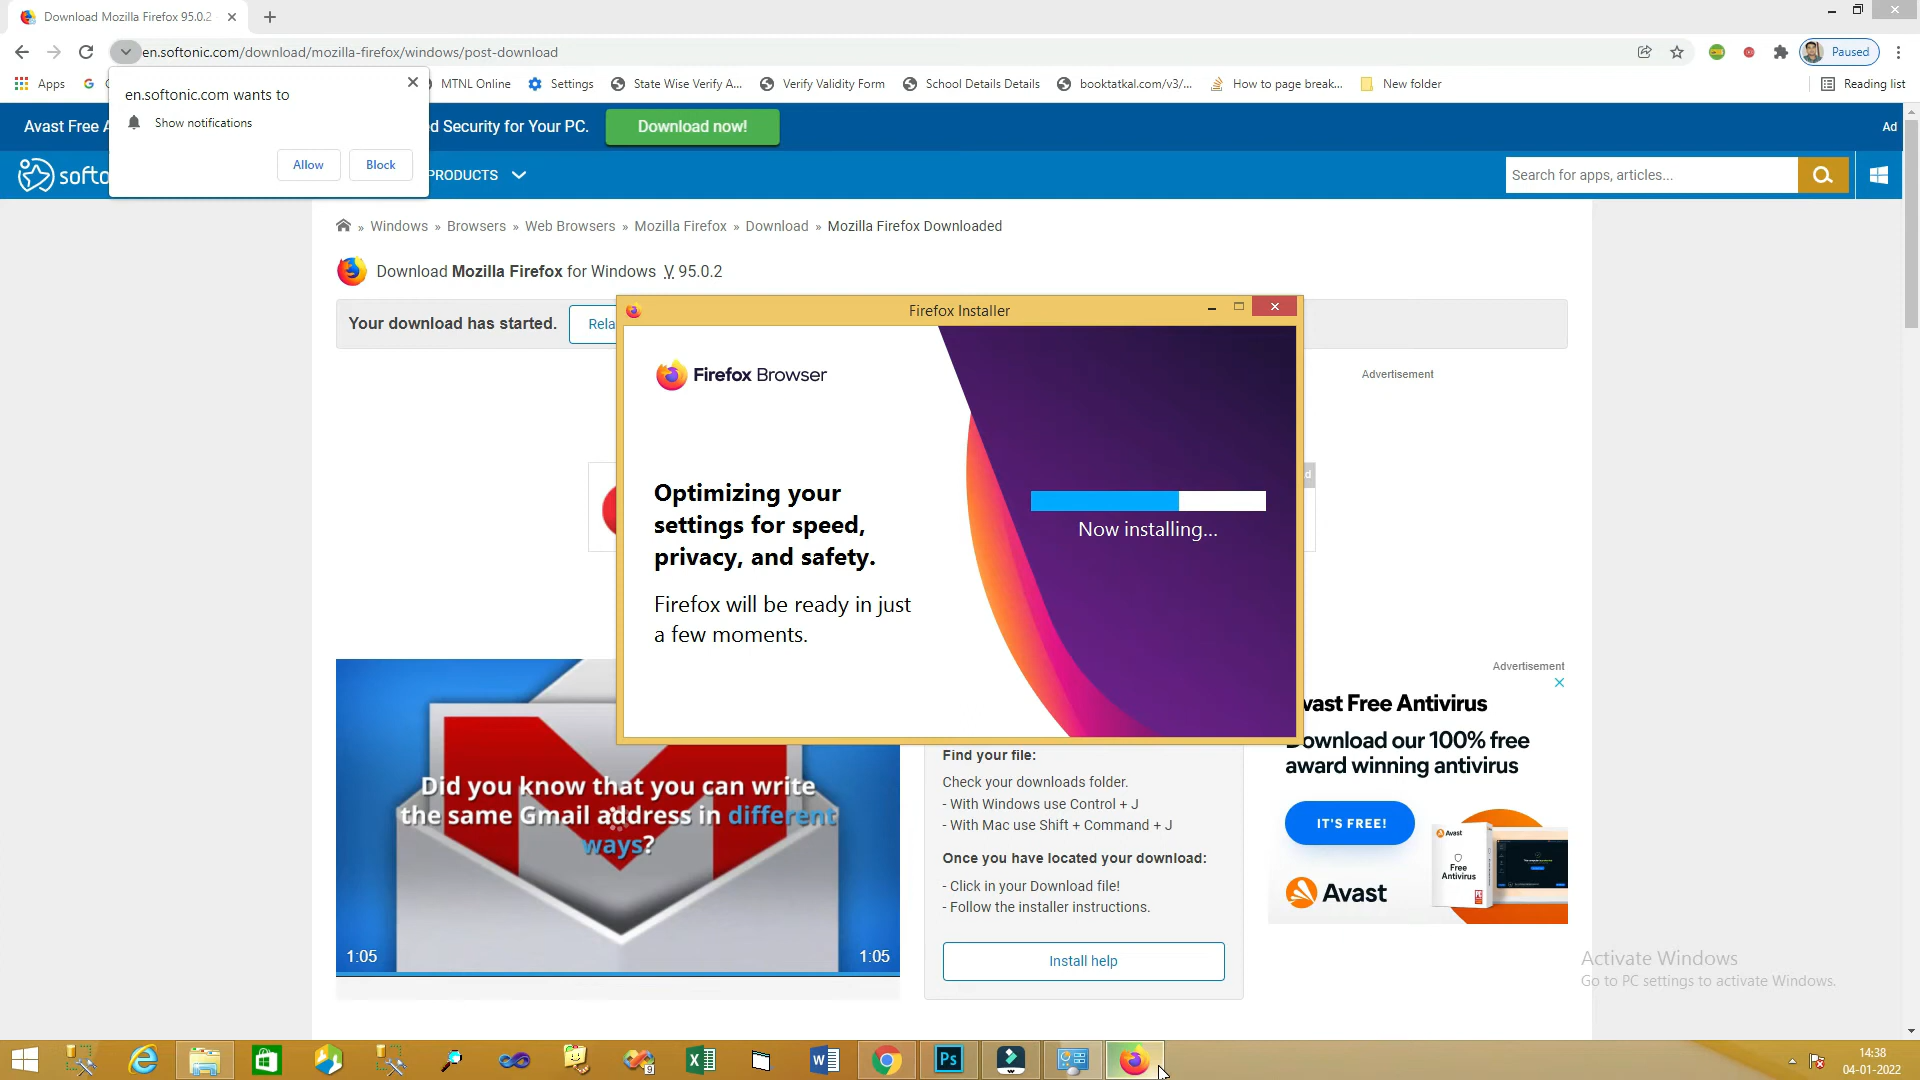 Download Mozilla Firefox 95.0.2
en.softonic.com/download/mozilla-firefox/windows/post-download
Paused
Apps
MTNL Online
Settings
State Wise Verify A...
Verify Validity Form
School Details Details
booktatkal.com/v3/...
How to page break...
New folder
Reading list
en.softonic.com wants to
Show notifications
Allow
Block
Avast Free A
d Security for Your PC.
Download now!
Ad
softo
PRODUCTS
Search for apps, articles...
» Windows » Browsers » Web Browsers » Mozilla Firefox » Download » Mozilla Firefox Downloaded
Download Mozilla Firefox for Windows V 95.0.2
Your download has started.
Rela
Firefox Installer
Firefox Browser
Optimizing your
settings for speed,
privacy, and safety.
Firefox will be ready in just
a few moments.
Now installing...
Advertisement
d
Did you know that you can write
the same Gmail address in different
ways?
1:05
1:05
Find your file:
Check your downloads folder.
- With Windows use Control + J
- With Mac use Shift + Command + J
Once you have located your download:
- Click in your Download file!
- Follow the installer instructions.
Install help
Advertisement
vast Free Antivirus
Download our 100% free
award winning antivirus
IT'S FREE!
Avast
Avast
Free
Antivirus
Activate Windows
Go to PC settings to activate Windows.
Ps
9
14:38
04-01-2022